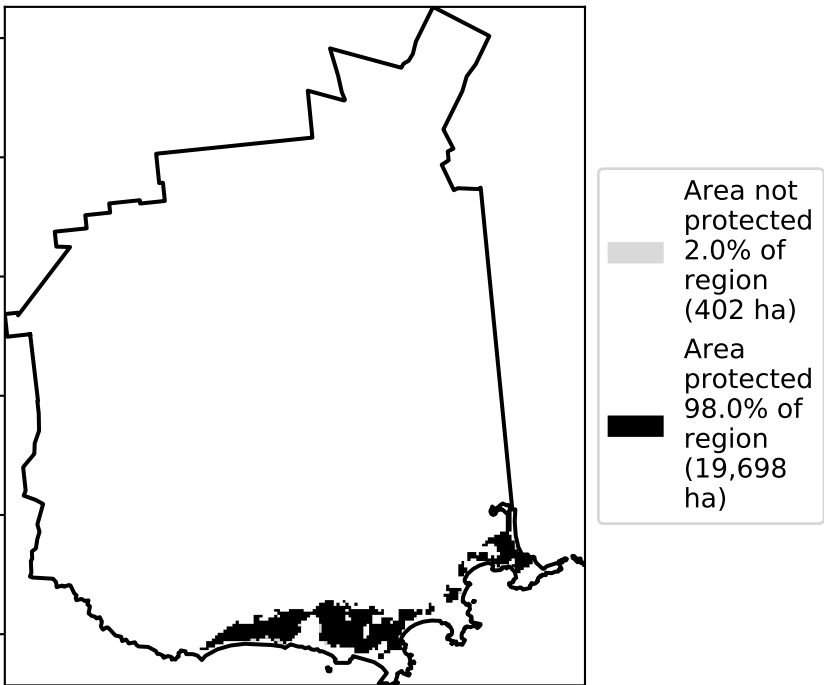 Area not
protected
2.0% of
region
(402 ha)
Area
protected
98.0% of
region
(19,698
ha)